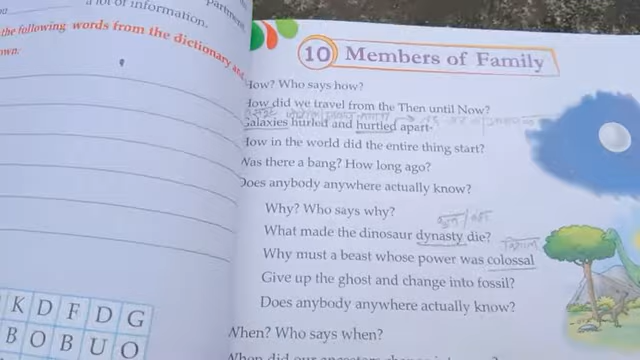 a lot of information.
the following words from the dictionary and
own.
K D F D G
B O B U O
10 Members of Family
How? Who says how?
How did we travel from the Then until Now?
Galaxies hurled and hurtled apart-
How in the world did the entire thing start?
Was there a bang? How long ago?
Does anybody anywhere actually know?
Why? Who says why?
What made the dinosaur dynasty die?
Why must a beast whose power was colossal
Give up the ghost and change into fossil?
Does anybody anywhere actually know?
When? Who says when?
When did our ancestors